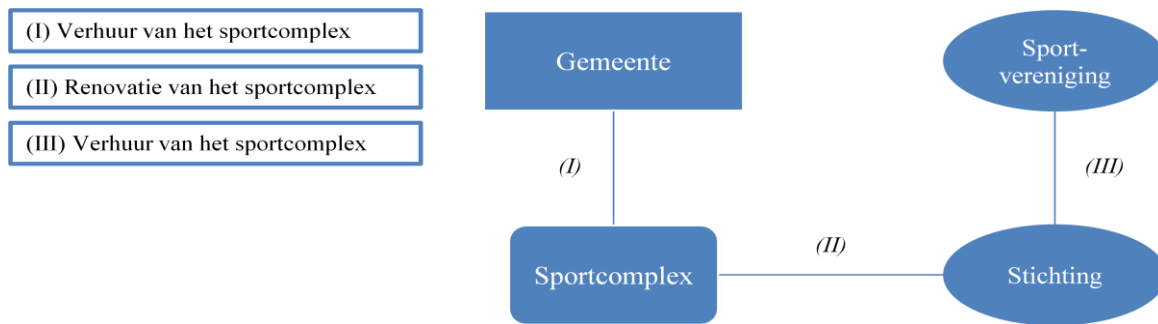 (I) Verhuur van het sportcomplex
(II) Renovatie van het sportcomplex
(III) Verhuur van het sportcomplex
Gemeente
Sport-
vereniging
(I)
(III)
Sportcomplex
(II)
Stichting